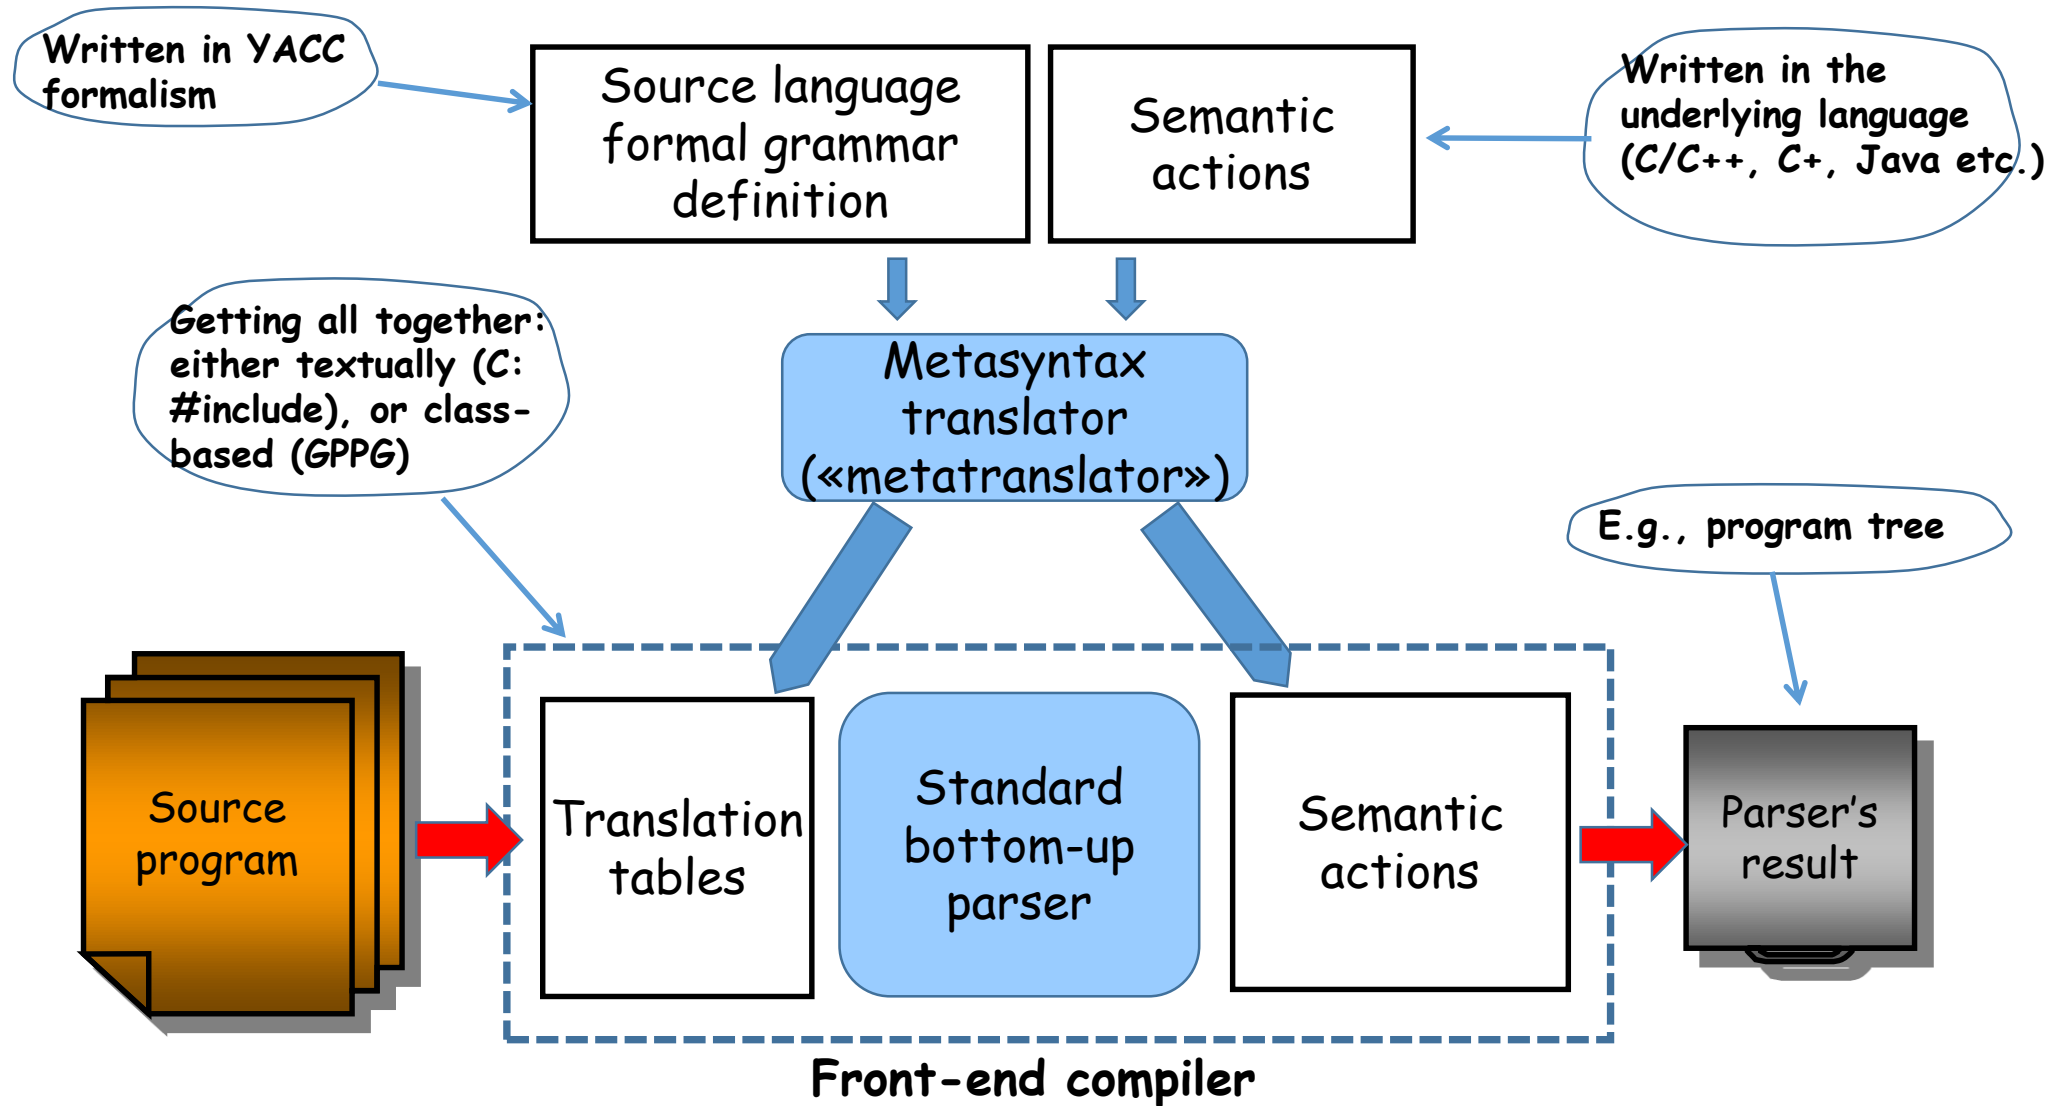 Written in YACC
formalism
Source language
formal grammar
definition
Semantic
actions
Written in the
underlying language
(C/C++, C+, Java etc.)
Getting all together:
either textually (C:
#include), or class-
based (GPPG)
Metasyntax
translator
(«metatranslator»)
E.g., program tree
Source
program
Translation
tables
Standard
bottom-up
parser
Semantic
actions
Parser’s
result
Front-end compiler